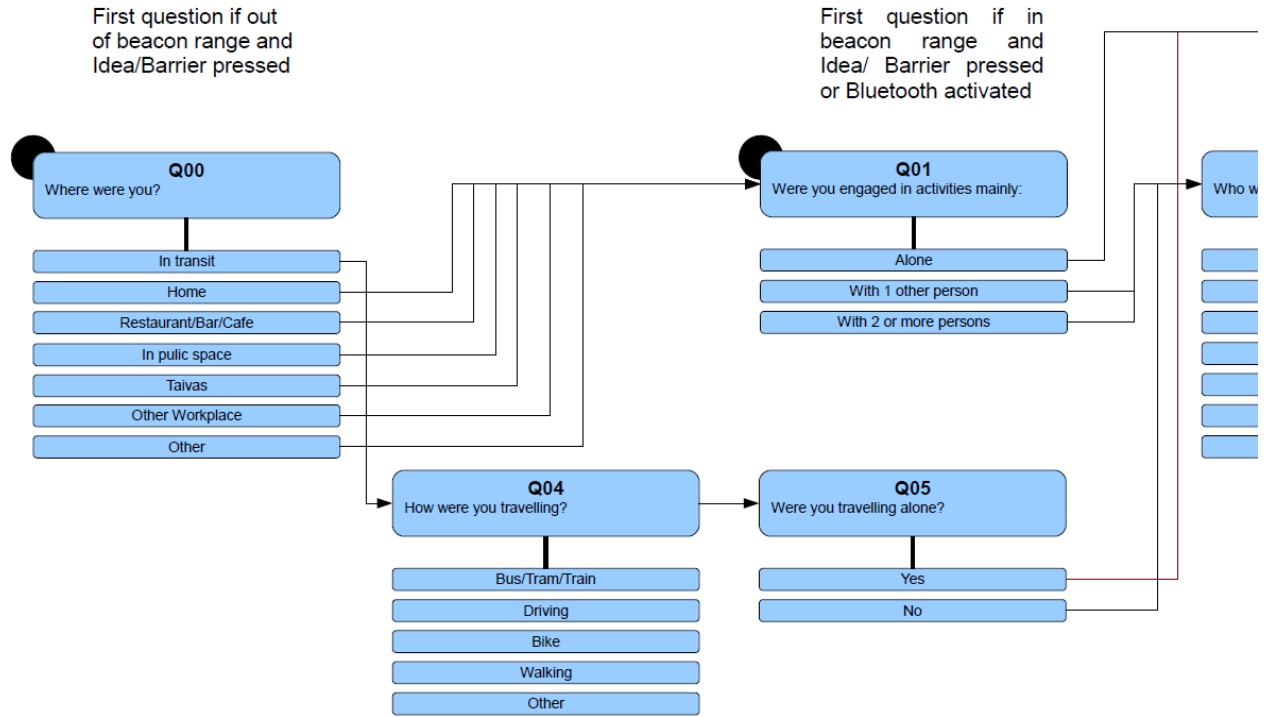 First question if out
of beacon range and
Idea/Barrier pressed
First question if in
beacon range and
Idea/ Barrier pressed
or Bluetooth activated
Q00
Where were you?
In transit
Home
Restaurant/Bar/Cafe
In pulic space
Taivas
Other Workplace
Other
Q01
Were you engaged in activities mainly:
Alone
With 1 other person
With 2 or more persons
Who w
Q04
How were you travelling?
Bus/Tram/Train
Driving
Bike
Walking
Other
Q05
Were you travelling alone?
Yes
No